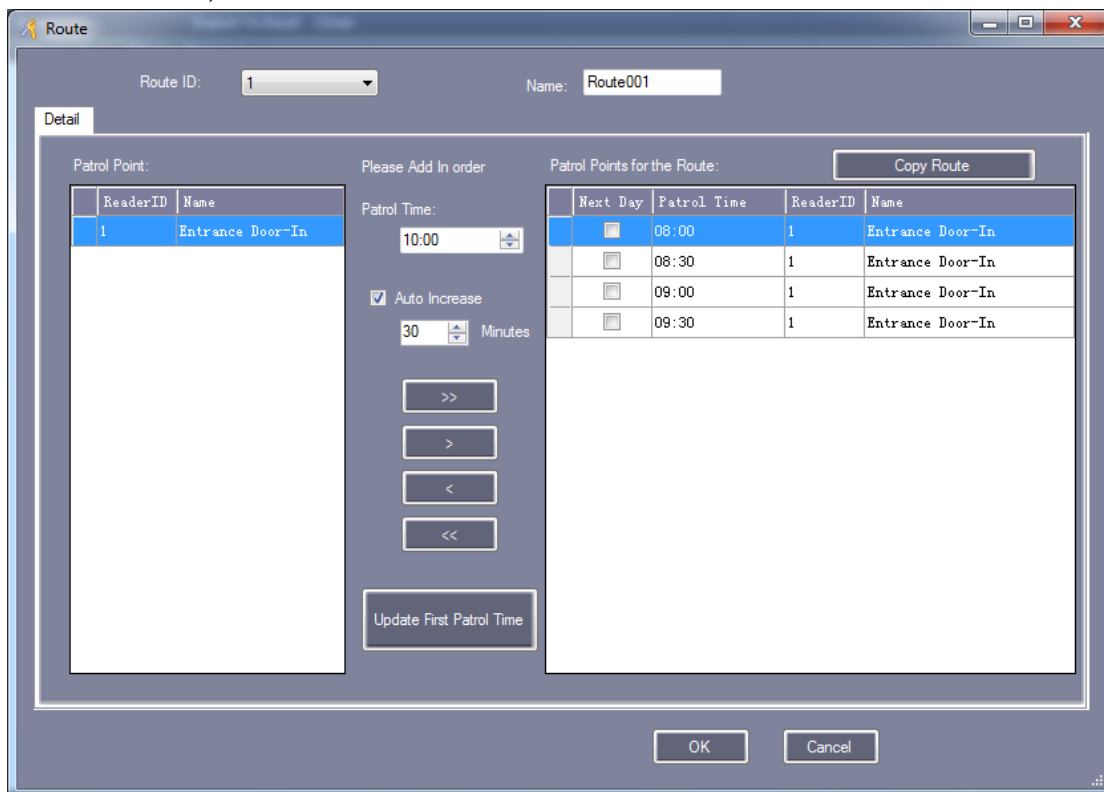 Route
Route ID: 1 Name: Route001
Detail
Patrol Point: Please Add In order Patrol Points for the Route: Copy Route
ReaderID Name
1 Entrance Door-In
Patrol Time:
10:00
Auto Increase
30 Minutes
>>
>
<
<<
Update First Patrol Time
Next Day Patrol Time ReaderID Name
08:00 1 Entrance Door-In
08:30 1 Entrance Door-In
09:00 1 Entrance Door-In
09:30 1 Entrance Door-In
OK Cancel